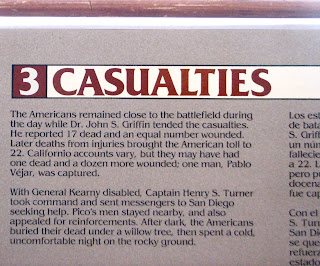 3 CASUALTIES
The Americans remained close to the battlefield during
the day while Dr. John S. Griffin tended the casualties.
He reported 17 dead and an equal number wounded.
Later deaths from injuries brought the American toll to
22. Californio accounts vary, but they may have had
one dead and a dozen more wounded; one man, Pablo
Véjar, was captured.
With General Kearny disabled, Captain Henry S. Turner
took command and sent messengers to San Diego
seeking help. Pico's men stayed nearby, and also
appealed for reinforcements. After dark, the Americans
buried their dead under a willow tree, then spent a cold,
uncomfortable night on the rocky ground.
Los est
de bata
S. Griff
un núm
fallecie
a 22. L
pero pu
docena
fue cap
Con el
S. Turn
San Di
se que
refuerz
estado